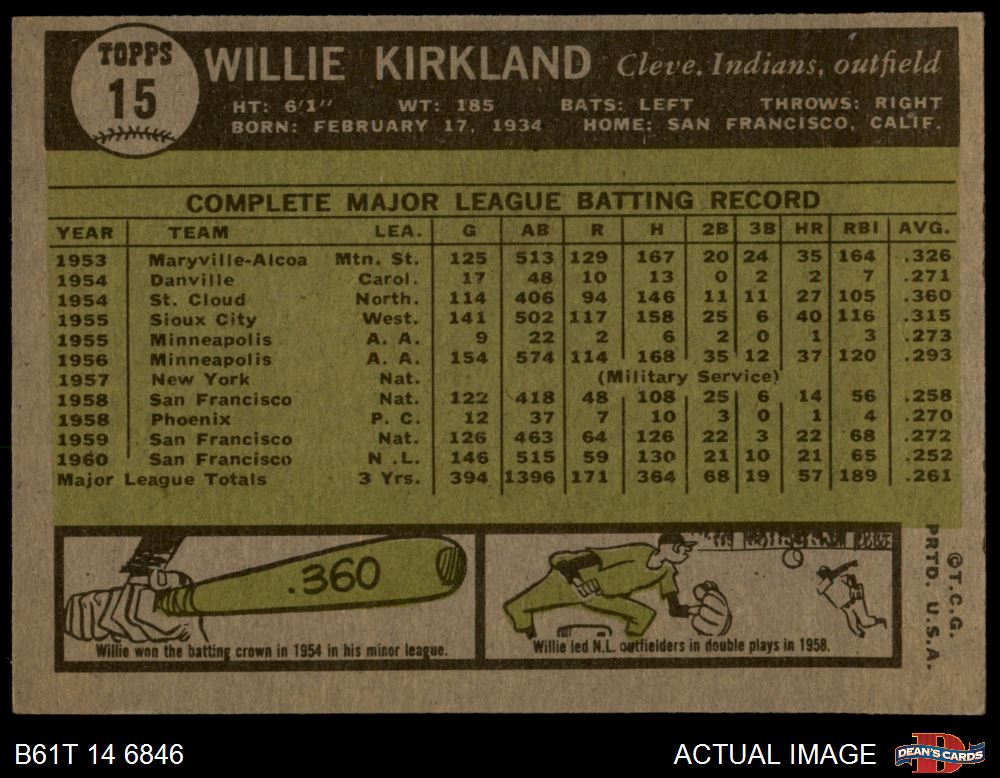 TOPPS
15
WILLIE KIRKLAND Cleve. Indians, outfield
HT: 6'1" WT: 185 BATS: LEFT THROWS: RIGHT
BORN: FEBRUARY 17, 1934 HOME: SAN FRANCISCO, CALIF.
COMPLETE MAJOR LEAGUE BATTING RECORD
YEAR TEAM LEA. G AB R H 2B 3B HR RBI AVG.
1953 Maryville-Alcoa Mtn. St. 125 513 129 167 20 24 35 164 .326
1954 Danville Carol. 17 48 10 13 0 2 2 7 .271
1954 St. Cloud North. 114 406 94 146 11 11 27 105 .360
1955 Sioux City West. 141 502 117 158 25 6 40 116 .315
1955 Minneapolis A. A. 9 22 2 6 2 0 1 3 .273
1956 Minneapolis A. A. 154 574 114 168 35 12 37 120 .293
1957 New York Nat. (Military Service)
1958 San Francisco Nat. 122 418 48 108 25 6 14 56 .258
1958 Phoenix P. C. 12 37 7 10 3 0 1 4 .270
1959 San Francisco Nat. 126 463 64 126 22 3 22 68 .272
1960 San Francisco N.L. 146 515 59 130 21 10 21 65 .252
Major League Totals 3 Yrs. 394 1396 171 364 68 19 57 189 .261
.360
Willie won the batting crown in 1954 in his minor league.
Willie led N.L. outfielders in double plays in 1958.
©T.C.G.
PRTD. U.S.A.
B61T 14 6846
ACTUAL IMAGE
D
DEAN'S CARDS